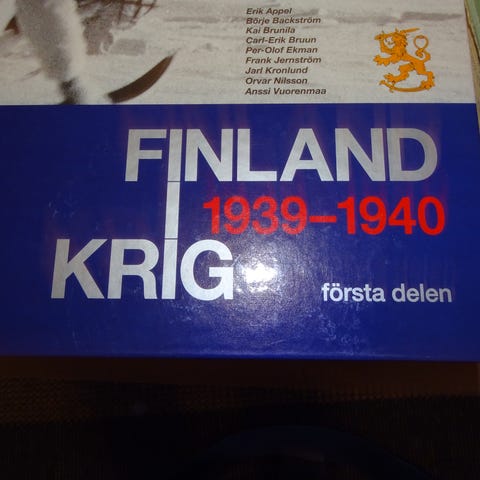 Erik Appel
Börje Backström
Kai Brunila
Carl-Erik Bruun
Per-Olof Ekman
Frank Jernström
Jarl Kronlund
Orvar Nilsson
Anssi Vuorenmaa
FINLAND
I
1939–1940
KRIG
första delen